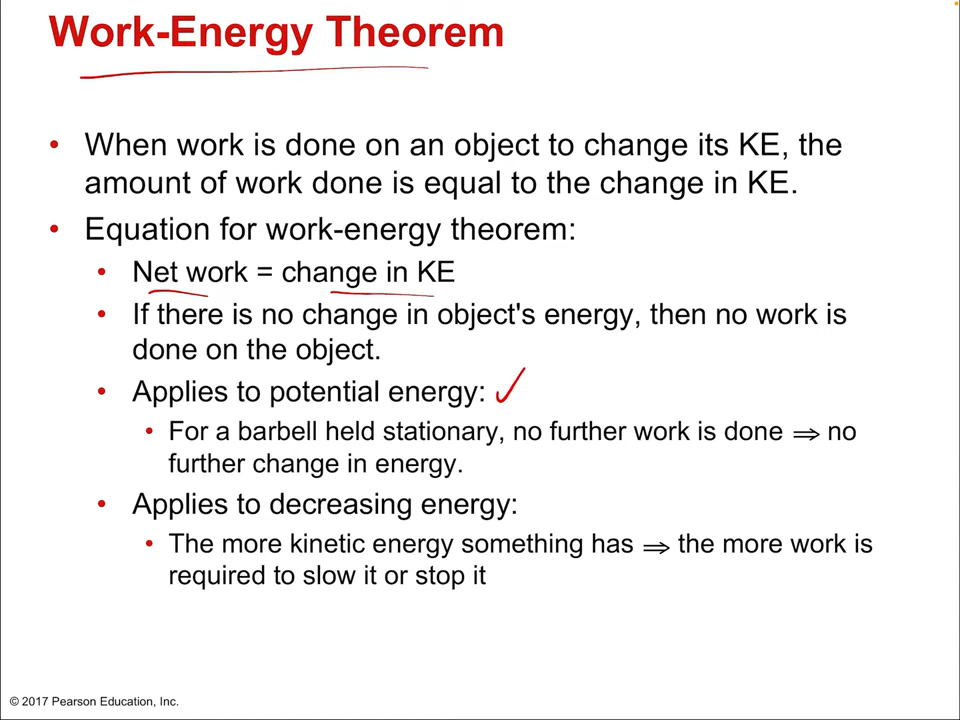 Work-Energy Theorem
• When work is done on an object to change its KE, the
amount of work done is equal to the change in KE.
• Equation for work-energy theorem:
• Net work = change in KE
• If there is no change in object's energy, then no work is
done on the object.
• Applies to potential energy:
• For a barbell held stationary, no further work is done ⇒ no
further change in energy.
• Applies to decreasing energy:
• The more kinetic energy something has ⇒ the more work is
required to slow it or stop it
© 2017 Pearson Education, Inc.